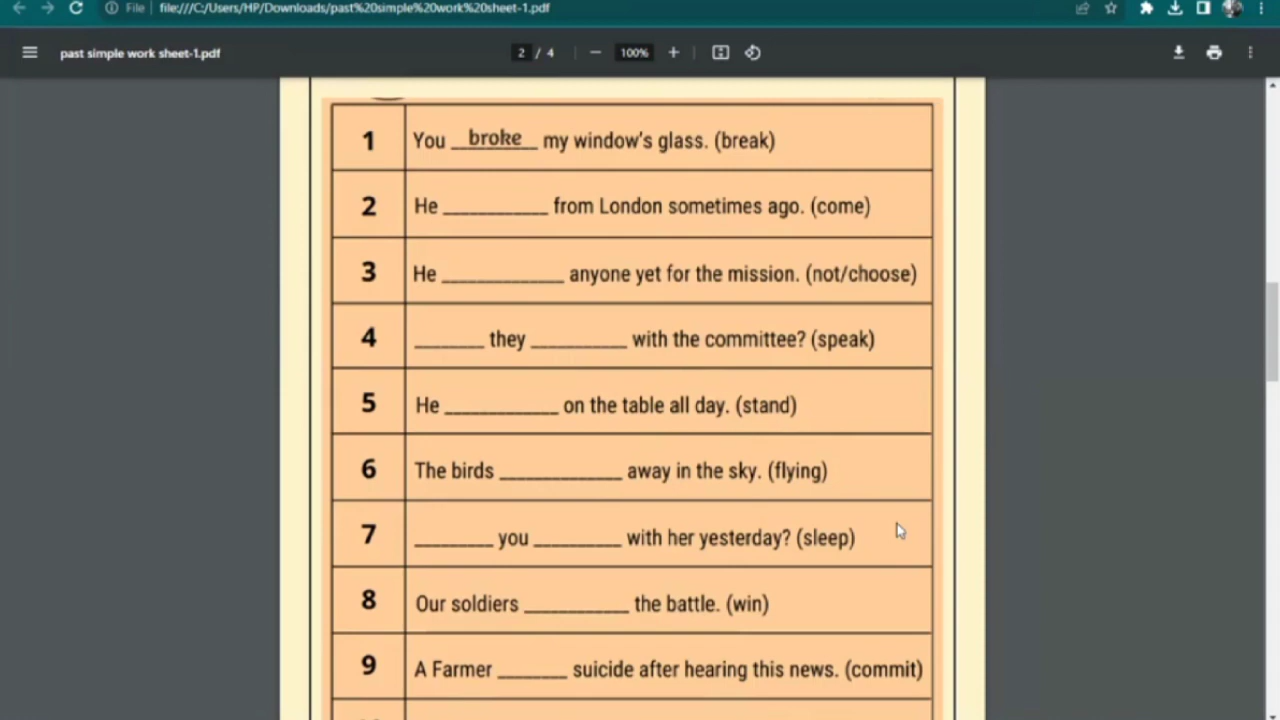 File | file:///C:/Users/HP/Downloads/past%20simple%20work%20sheet-1.pdf
past simple work sheet-1.pdf 2 / 4 100%
1 You broke my window's glass. (break)
2 He __________ from London sometimes ago. (come)
3 He ____________ anyone yet for the mission. (not/choose)
4 _______ they _________ with the committee? (speak)
5 He ___________ on the table all day. (stand)
6 The birds ____________ away in the sky. (flying)
7 ________ you _________ with her yesterday? (sleep)
8 Our soldiers __________ the battle. (win)
9 A Farmer _______ suicide after hearing this news. (commit)